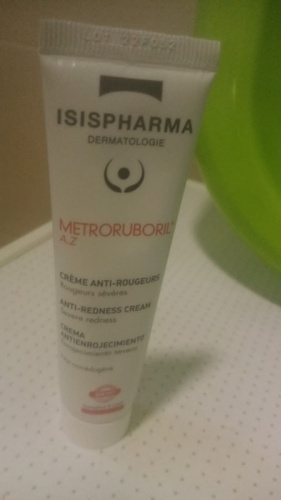 ISISPHARMA
DERMATOLOGIE
METRORUBORIL®
A.Z
CRÈME ANTI-ROUGEURS
Rougeurs sévères
ANTI-REDNESS CREAM
Severe redness
CREMA
ANTIENROJECIMIENTO